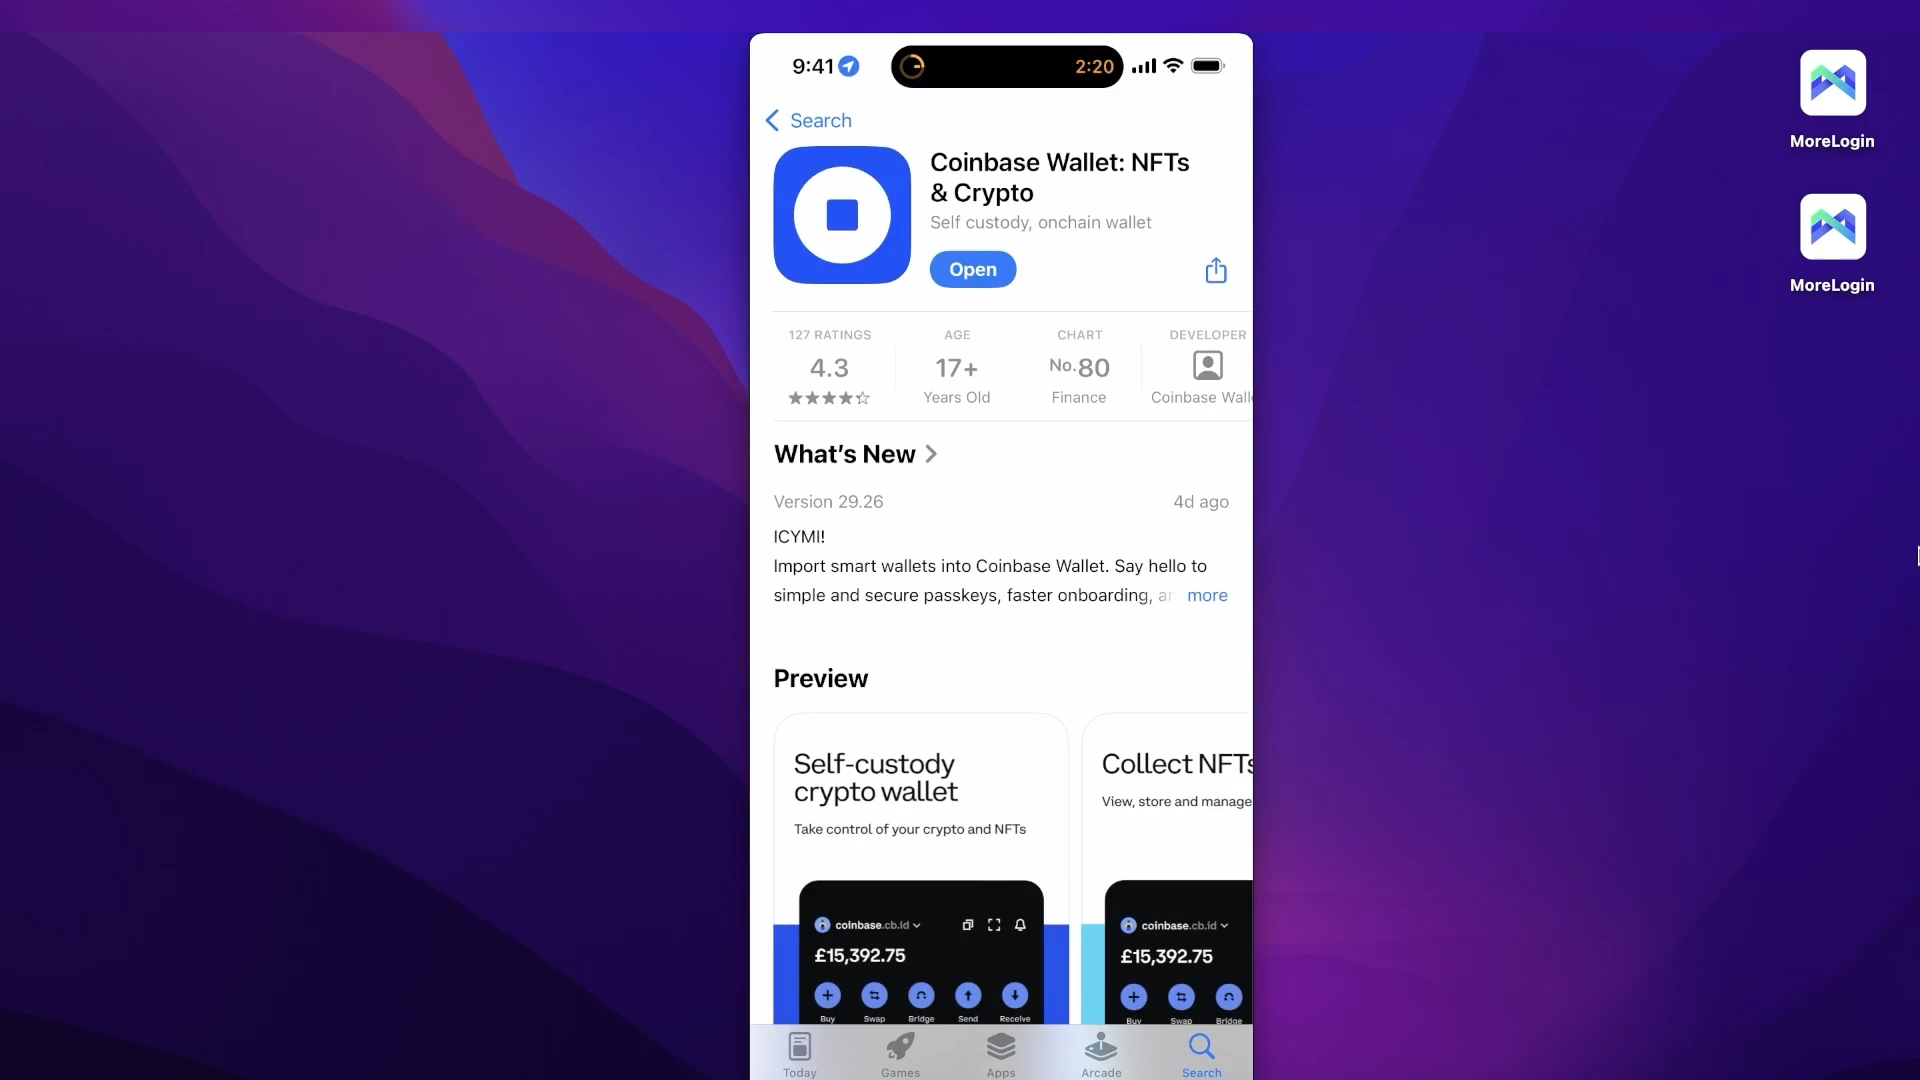 9:41
2:20
Search
MoreLogin
Coinbase Wallet: NFTs
& Crypto
Self custody, onchain wallet
Open
MoreLogin
127 RATINGS
AGE
CHART
DEVELOPER
4.3
17+
No.80
Years Old
Finance
Coinbase Wall
What's New
Version 29.26
4d ago
ICYMI!
Import smart wallets into Coinbase Wallet. Say hello to
simple and secure passkeys, faster onboarding, ar more
Preview
Self-custody
crypto wallet
Take control of your crypto and NFTs
Collect NFTs
View, store and manage
coinbase.cb.id
£15,392.75
Buy
Swap
Bridge
Send
Receive
coinbase.cb.id
£15,392.75
Buy
Swap
Bridge
Today
Games
Apps
Arcade
Search